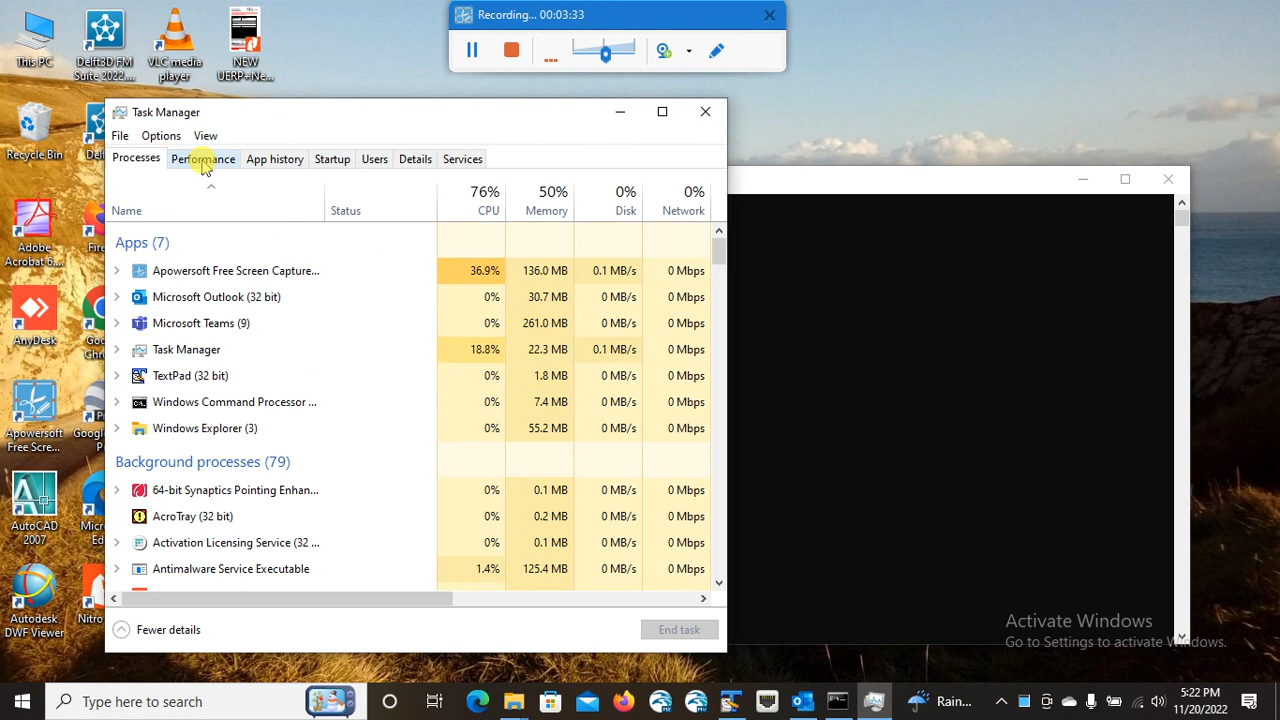 Recording... 00:03:33
This PC
Delft3D FM
Suite 2022....
VLC media
player
NEW
UERP+Ne...
Recycle Bin
Adobe
Acrobat 6....
AnyDesk
Apowersoft
Free Scre...
AutoCAD
2007
Autodesk
DWF Viewer
Task Manager
File Options View
Processes Performance App history Startup Users Details Services
76% 50% 0% 0%
Name Status CPU Memory Disk Network
Apps (7)
Apowersoft Free Screen Capture... 36.9% 136.0 MB 0.1 MB/s 0 Mbps
Microsoft Outlook (32 bit) 0% 30.7 MB 0 MB/s 0 Mbps
Microsoft Teams (9) 0% 261.0 MB 0 MB/s 0 Mbps
Task Manager 18.8% 22.3 MB 0.1 MB/s 0 Mbps
TextPad (32 bit) 0% 1.8 MB 0 MB/s 0 Mbps
Windows Command Processor ... 0% 7.4 MB 0 MB/s 0 Mbps
Windows Explorer (3) 0% 55.2 MB 0 MB/s 0 Mbps
Background processes (79)
64-bit Synaptics Pointing Enhan... 0% 0.1 MB 0 MB/s 0 Mbps
AcroTray (32 bit) 0% 0.2 MB 0 MB/s 0 Mbps
Activation Licensing Service (32 ... 0% 0.1 MB 0 MB/s 0 Mbps
Antimalware Service Executable 1.4% 125.4 MB 0 MB/s 0 Mbps
Fewer details End task
Activate Windows
Go to Settings to activate Windows.
Type here to search
Rain...
5:22 PM
11/20/2022